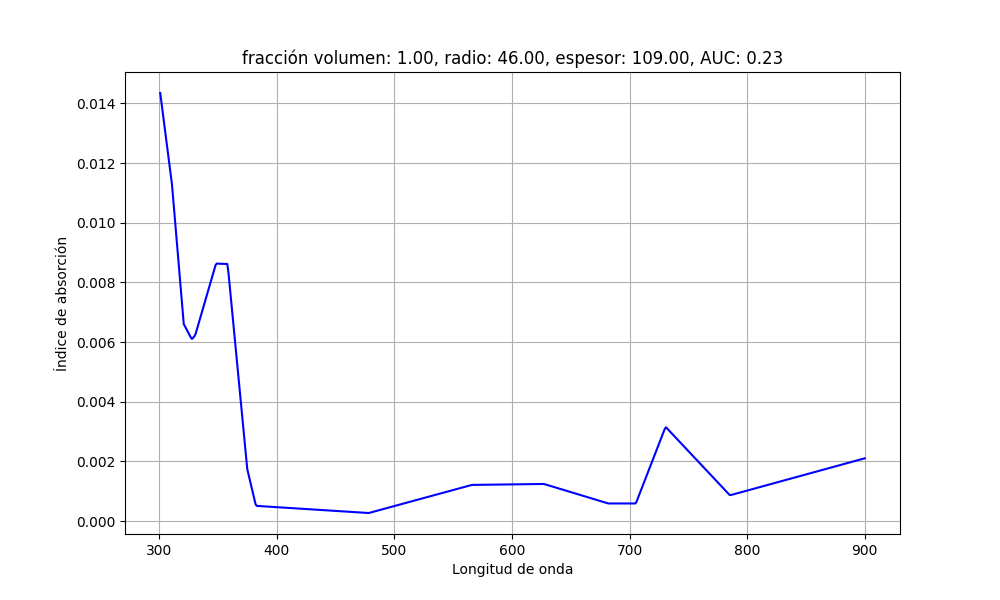 fracción volumen: 1.00, radio: 46.00, espesor: 109.00, AUC: 0.23
Índice de absorción
0.014
0.012
0.010
0.008
0.006
0.004
0.002
0.000
300 400 500 600 700 800 900
Longitud de onda